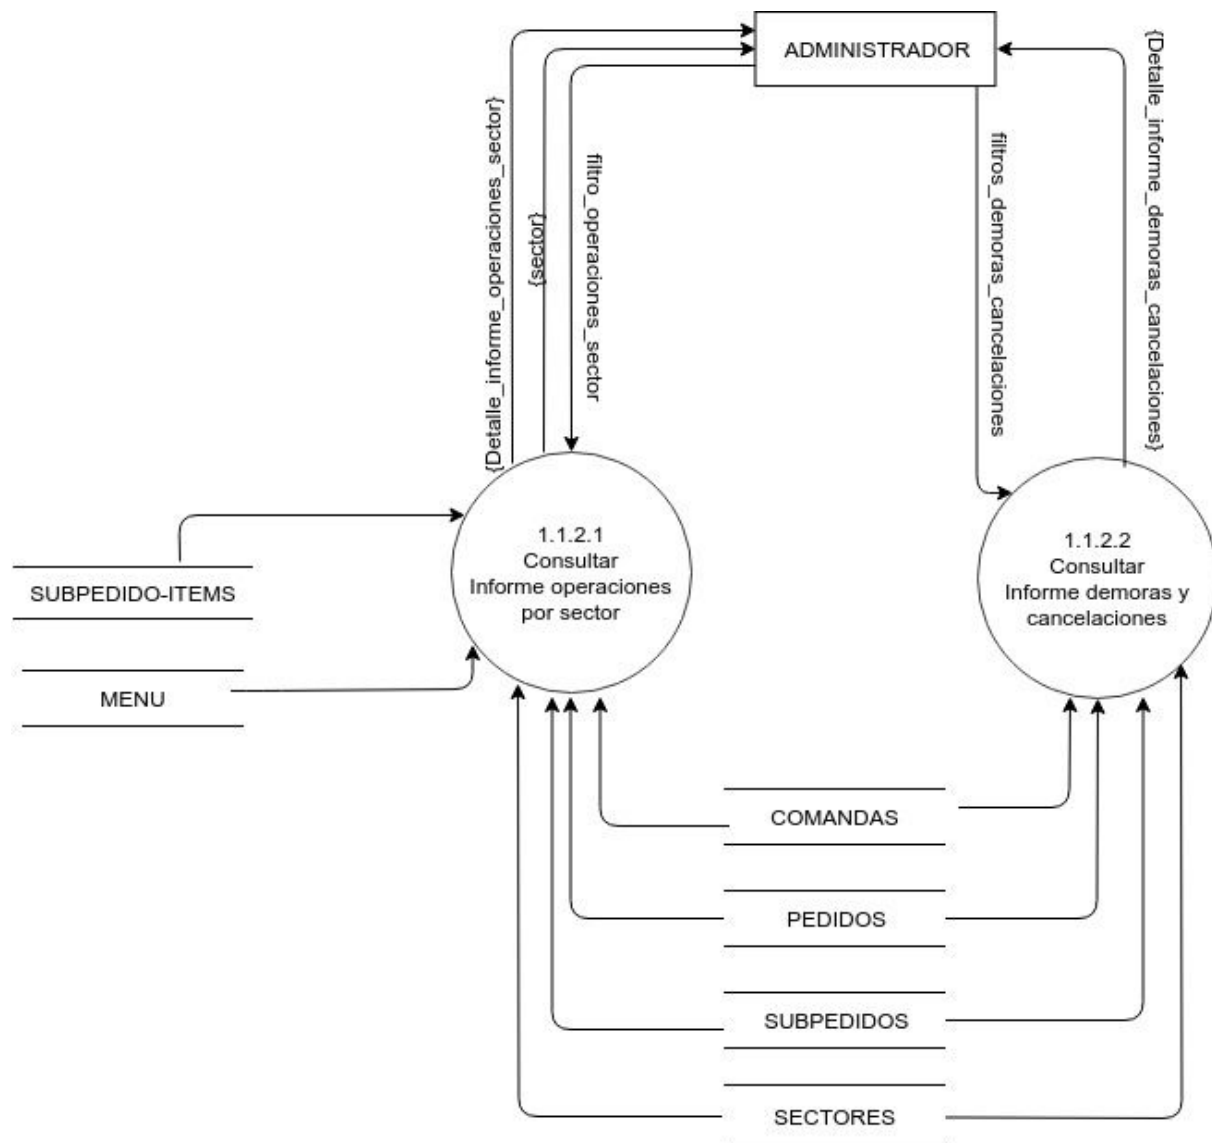 ADMINISTRADOR
{Detalle_informe_operaciones_sector}
{sector}
filtro_operaciones_sector
filtros_demoras_cancelaciones
{Detalle_informe_demoras_cancelaciones}
1.1.2.1
Consultar
Informe operaciones
por sector
1.1.2.2
Consultar
Informe demoras y
cancelaciones
SUBPEDIDO-ITEMS
MENU
COMANDAS
PEDIDOS
SUBPEDIDOS
SECTORES